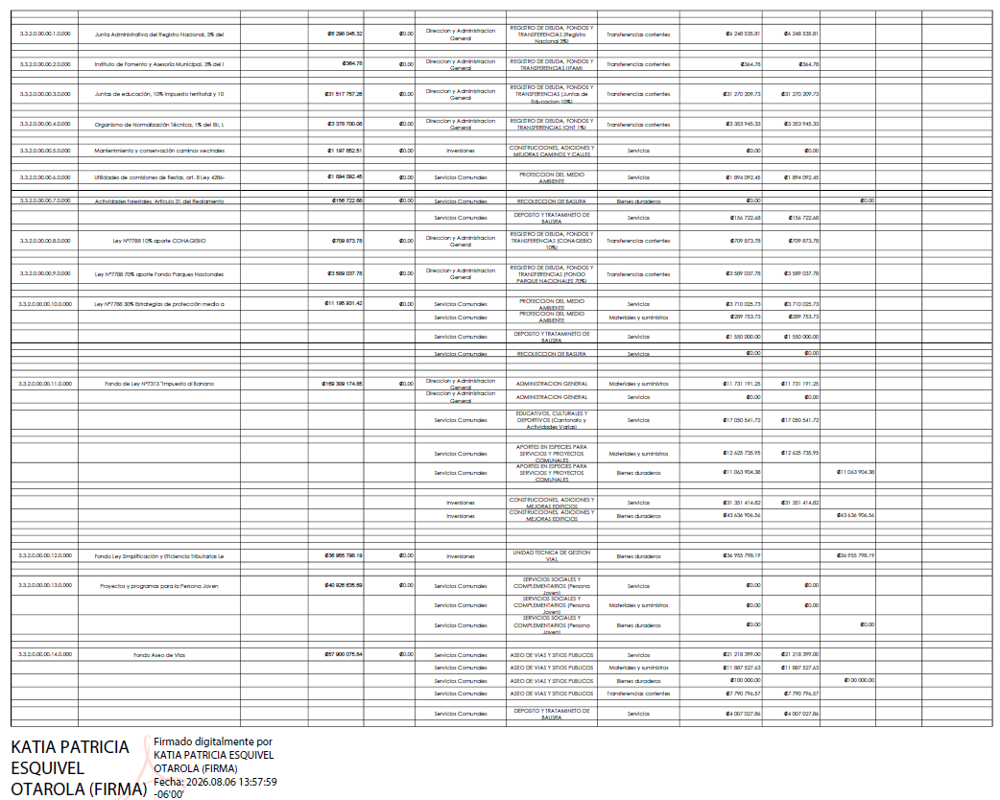 3.3.2.0.00.00.1.0.000 Junta Administrativa del Registro Nacional, 3% del ₡6 298 045.32 ₡0.00 Direccion y Administracion General REGISTRO DE DEUDA, FONDOS Y TRANSFERENCIAS (Registro Nacional 3%) Transferencias corrientes ₡6 248 535.81 ₡6 248 535.81
3.3.2.0.00.00.2.0.000 Instituto de Fomento y Asesoría Municipal, 3% del I ₡364.78 ₡0.00 Direccion y Administracion General REGISTRO DE DEUDA, FONDOS Y TRANSFERENCIAS (IFAM) Transferencias corrientes ₡364.78 ₡364.78
3.3.2.0.00.00.3.0.000 Juntas de educación, 10% impuesto territorial y 10 ₡31 517 757.26 ₡0.00 Direccion y Administracion General REGISTRO DE DEUDA, FONDOS Y TRANSFERENCIAS (Juntas de Educacion 10%) Transferencias corrientes ₡31 270 209.73 ₡31 270 209.73
3.3.2.0.00.00.4.0.000 Organismo de Normalización Técnica, 1% del IBI, L ₡3 378 700.08 ₡0.00 Direccion y Administracion General REGISTRO DE DEUDA, FONDOS Y TRANSFERENCIAS (ONT 1%) Transferencias corrientes ₡3 353 945.33 ₡3 353 945.33
3.3.2.0.00.00.5.0.000 Mantenimiento y conservación caminos vecinales ₡1 197 852.51 ₡0.00 Inversiones CONSTRUCCIONES, ADICIONES Y MEJORAS CAMINOS Y CALLES Servicios ₡0.00 ₡0.00
3.3.2.0.00.00.6.0.000 Utilidades de comisiones de fiestas, art. 8 Ley 4286- ₡1 894 092.45 ₡0.00 Servicios Comunales PROTECCION DEL MEDIO AMBIENTE Servicios ₡1 894 092.45 ₡1 894 092.45
3.3.2.0.00.00.7.0.000 Actividades forestales. Artículo 31 del Reglamento ₡156 722.68 ₡0.00 Servicios Comunales RECOLECCION DE BASURA Bienes duraderos ₡0.00 ₡0.00
Servicios Comunales DEPOSITO Y TRATAMINETO DE BAUSRA Servicios ₡156 722.68 ₡156 722.68
3.3.2.0.00.00.8.0.000 Ley Nº7788 10% aporte CONAGEBIO ₡709 873.78 ₡0.00 Direccion y Administracion General REGISTRO DE DEUDA, FONDOS Y TRANSFERENCIAS (CONAGEBIO 10%) Transferencias corrientes ₡709 873.78 ₡709 873.78
3.3.2.0.00.00.9.0.000 Ley Nº7788 70% aporte Fondo Parques Nacionales ₡3 589 037.78 ₡0.00 Direccion y Administracion General REGISTRO DE DEUDA, FONDOS Y TRANSFERENCIAS (FONDO PARQUE NACIONALES 70%) Transferencias corrientes ₡3 589 037.78 ₡3 589 037.78
3.3.2.0.00.00.10.0.000 Ley Nº7788 30% Estrategias de protección medio a ₡11 195 931.42 ₡0.00 Servicios Comunales PROTECCION DEL MEDIO AMBIENTE Servicios ₡3 710 025.73 ₡3 710 025.73
Servicios Comunales PROTECCION DEL MEDIO AMBIENTE Materiales y suministros ₡289 753.73 ₡289 753.73
Servicios Comunales DEPOSITO Y TRATAMINETO DE BAUSRA Servicios ₡1 550 000.00 ₡1 550 000.00
Servicios Comunales RECOLECCION DE BASURA Servicios ₡0.00 ₡0.00
3.3.2.0.00.00.11.0.000 Fondo de Ley Nº7313 "Impuesto al Banano ₡169 309 174.65 ₡0.00 Direccion y Administracion General ADMINISTRACION GENERAL Materiales y suministros ₡11 731 191.25 ₡11 731 191.25
Direccion y Administracion General ADMINISTRACION GENERAL Servicios ₡0.00 ₡0.00
Servicios Comunales EDUCATIVOS, CULTURALES Y DEPORTIVOS (Cantonato y Actividades Varias) Servicios ₡17 050 541.72 ₡17 050 541.72
Servicios Comunales APORTES EN ESPECIES PARA SERVICIOS Y PROYECTOS COMUNALES Materiales y suministros ₡12 625 735.95 ₡12 625 735.95
Servicios Comunales APORTES EN ESPECIES PARA SERVICIOS Y PROYECTOS COMUNALES Bienes duraderos ₡11 063 904.38 ₡11 063 904.38
Inversiones CONSTRUCCIONES, ADICIONES Y MEJORAS EDIFICIOS Servicios ₡31 351 414.82 ₡31 351 414.82
Inversiones CONSTRUCCIONES, ADICIONES Y MEJORAS EDIFICIOS Bienes duraderos ₡43 636 906.56 ₡43 636 906.56
3.3.2.0.00.00.12.0.000 Fondo Ley Simplificación y Eficiencia Tributarias Le ₡36 955 798.19 ₡0.00 Inversiones UNIDAD TECNICA DE GESTION VIAL Bienes duraderos ₡36 955 798.19 ₡36 955 798.19
3.3.2.0.00.00.13.0.000 Proyectos y programas para la Persona Joven ₡40 926 635.69 ₡0.00 Servicios Comunales SERVICIOS SOCIALES Y COMPLEMENTARIOS (Persona Joven) Servicios ₡0.00 ₡0.00
Servicios Comunales SERVICIOS SOCIALES Y COMPLEMENTARIOS (Persona Joven) Materiales y suministros ₡0.00 ₡0.00
Servicios Comunales SERVICIOS SOCIALES Y COMPLEMENTARIOS (Persona Joven) Bienes duraderos ₡0.00 ₡0.00
3.3.2.0.00.00.14.0.000 Fondo Aseo de Vías ₡57 900 075.84 ₡0.00 Servicios Comunales ASEO DE VIAS Y SITIOS PUBLICOS Servicios ₡21 218 399.00 ₡21 218 399.00
Servicios Comunales ASEO DE VIAS Y SITIOS PUBLICOS Materiales y suministros ₡11 887 527.63 ₡11 887 527.63
Servicios Comunales ASEO DE VIAS Y SITIOS PUBLICOS Bienes duraderos ₡100 000.00 ₡100 000.00
Servicios Comunales ASEO DE VIAS Y SITIOS PUBLICOS Transferencias corrientes ₡7 790 796.57 ₡7 790 796.57
Servicios Comunales DEPOSITO Y TRATAMINETO DE BAUSRA Servicios ₡4 007 027.86 ₡4 007 027.86
KATIA PATRICIA
ESQUIVEL
OTAROLA (FIRMA)
Firmado digitalmente por
KATIA PATRICIA ESQUIVEL
OTAROLA (FIRMA)
Fecha: 2026.08.06 13:57:59
-06'00'